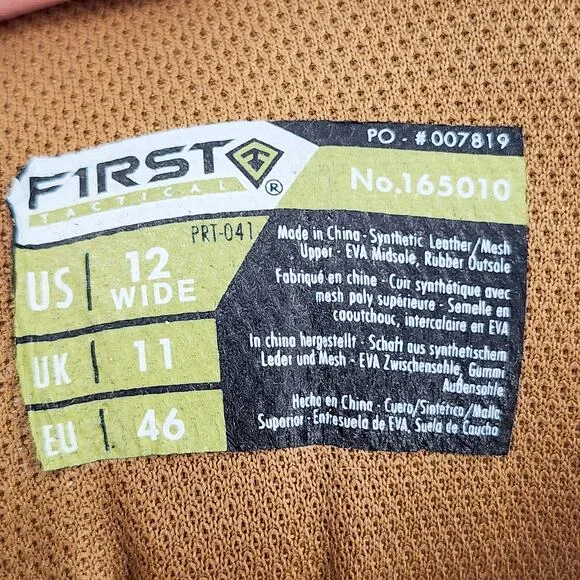 PO - #007819
F1RST
TACTICAL ®
No.165010
PRT-041
US | 12 WIDE
UK | 11
EU | 46
Made in China - Synthetic Leather/Mesh
Upper - EVA Midsole, Rubber Outsole
Fabriqué en chine - Cuir synthétique avec
mesh poly supérieure - Semelle en
caoutchouc, intercalaire en EVA
In china hergestellt - Schaft aus synthetischem
Leder und Mesh - EVA Zwischensohle, Gummi
Außensohle
Hecho en China - Cuero/Sintético/Malla
Superior - Entresuela de EVA, Suela de Caucho